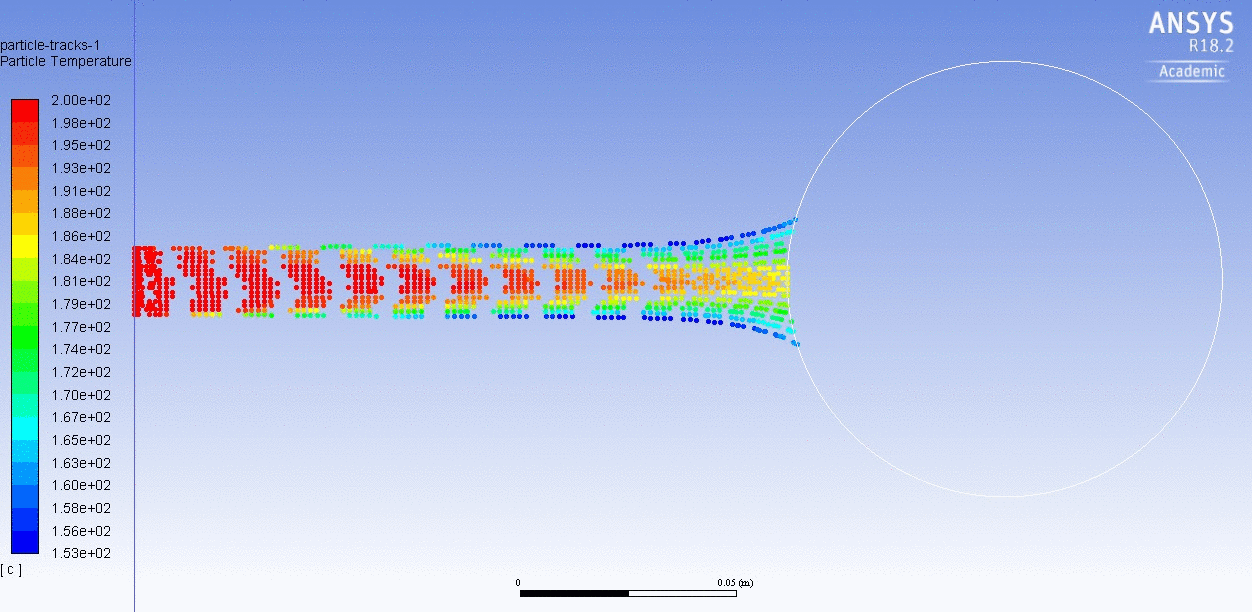 particle-tracks-1
Particle Temperature
ANSYS
R18.2
Academic
2.00e+02
1.98e+02
1.95e+02
1.93e+02
1.91e+02
1.88e+02
1.86e+02
1.84e+02
1.81e+02
1.79e+02
1.77e+02
1.74e+02
1.72e+02
1.70e+02
1.67e+02
1.65e+02
1.63e+02
1.60e+02
1.58e+02
1.56e+02
1.53e+02
[ C ]
0 0.05 (m)